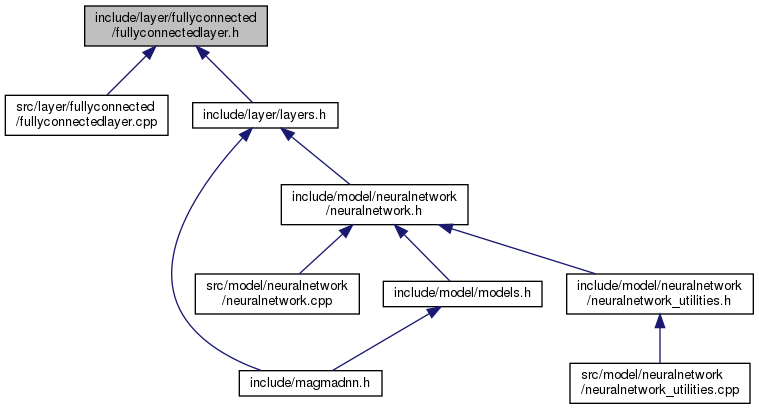 include/layer/fullyconnected
/fullyconnectedlayer.h
src/layer/fullyconnected
/fullyconnectedlayer.cpp
include/layer/layers.h
include/model/neuralnetwork
/neuralnetwork.h
src/model/neuralnetwork
/neuralnetwork.cpp
include/model/models.h
include/model/neuralnetwork
/neuralnetwork_utilities.h
include/magmadnn.h
src/model/neuralnetwork
/neuralnetwork_utilities.cpp